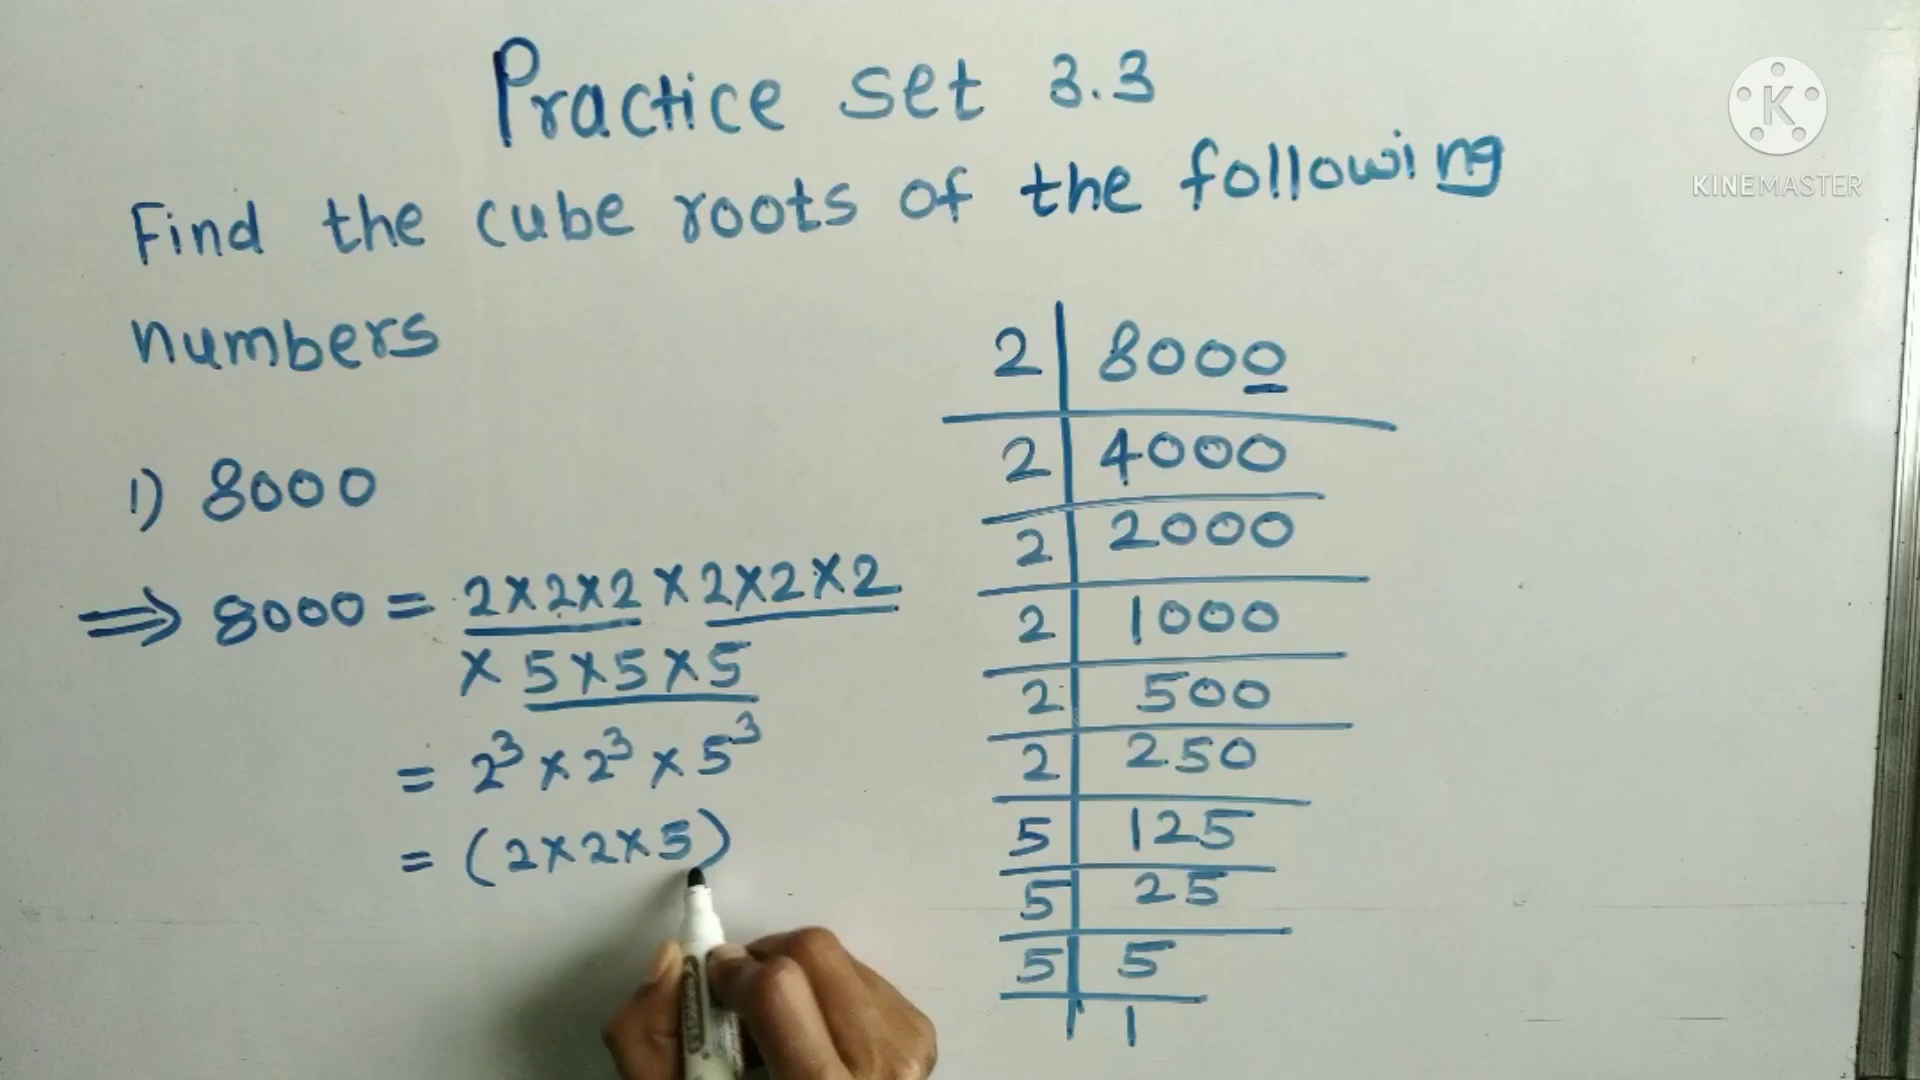 Practice set 3.3
Find the cube roots of the following
numbers
1) 8000
⇒ 8000 = 2×2×2 × 2×2×2
× 5×5×5
= 2³ × 2³ × 5³
= (2×2×5)
2 | 8000
2 | 4000
2 | 2000
2 | 1000
2 | 500
2 | 250
5 | 125
5 | 25
5 | 5
| 1
K
KINEMASTER